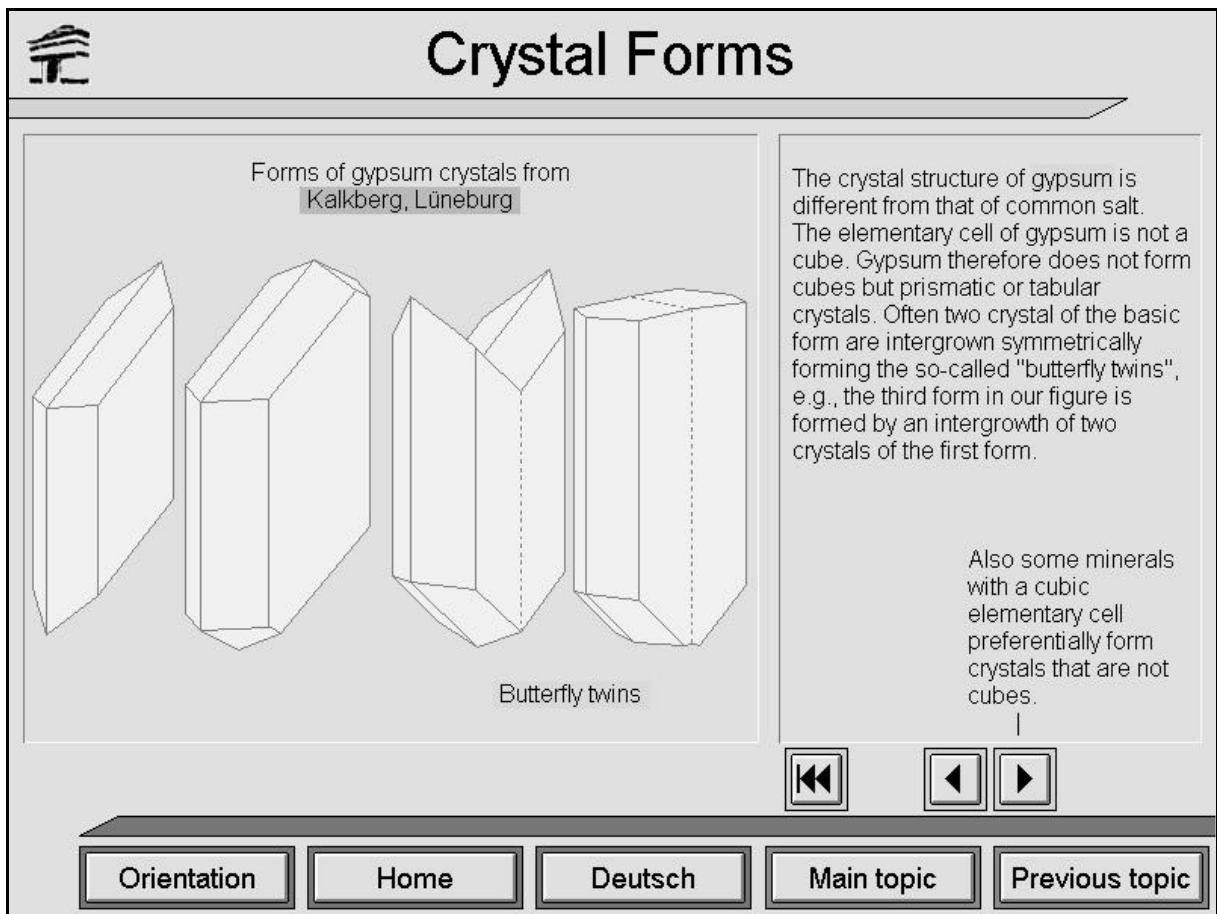 Crystal Forms
Forms of gypsum crystals from
Kalkberg, Lüneburg
Butterfly twins
The crystal structure of gypsum is
different from that of common salt.
The elementary cell of gypsum is not a
cube. Gypsum therefore does not form
cubes but prismatic or tabular
crystals. Often two crystal of the basic
form are intergrown symmetrically
forming the so-called "butterfly twins",
e.g., the third form in our figure is
formed by an intergrowth of two
crystals of the first form.
Also some minerals
with a cubic
elementary cell
preferentially form
crystals that are not
cubes.
Orientation
Home
Deutsch
Main topic
Previous topic